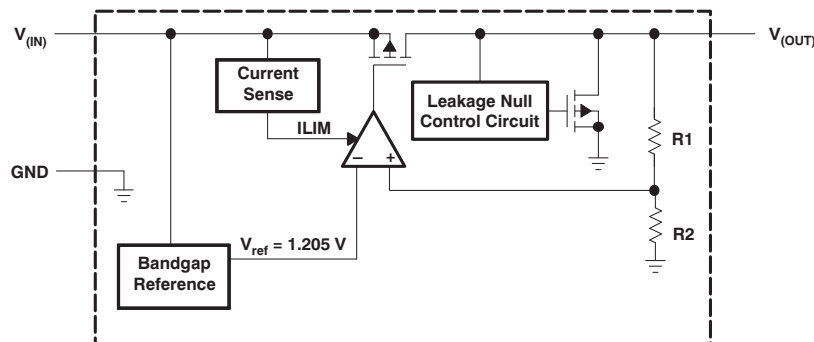 V(IN)
V(OUT)
Current
Sense
Leakage Null
Control Circuit
ILIM
R1
GND
– +
Vref = 1.205 V
R2
Bandgap
Reference